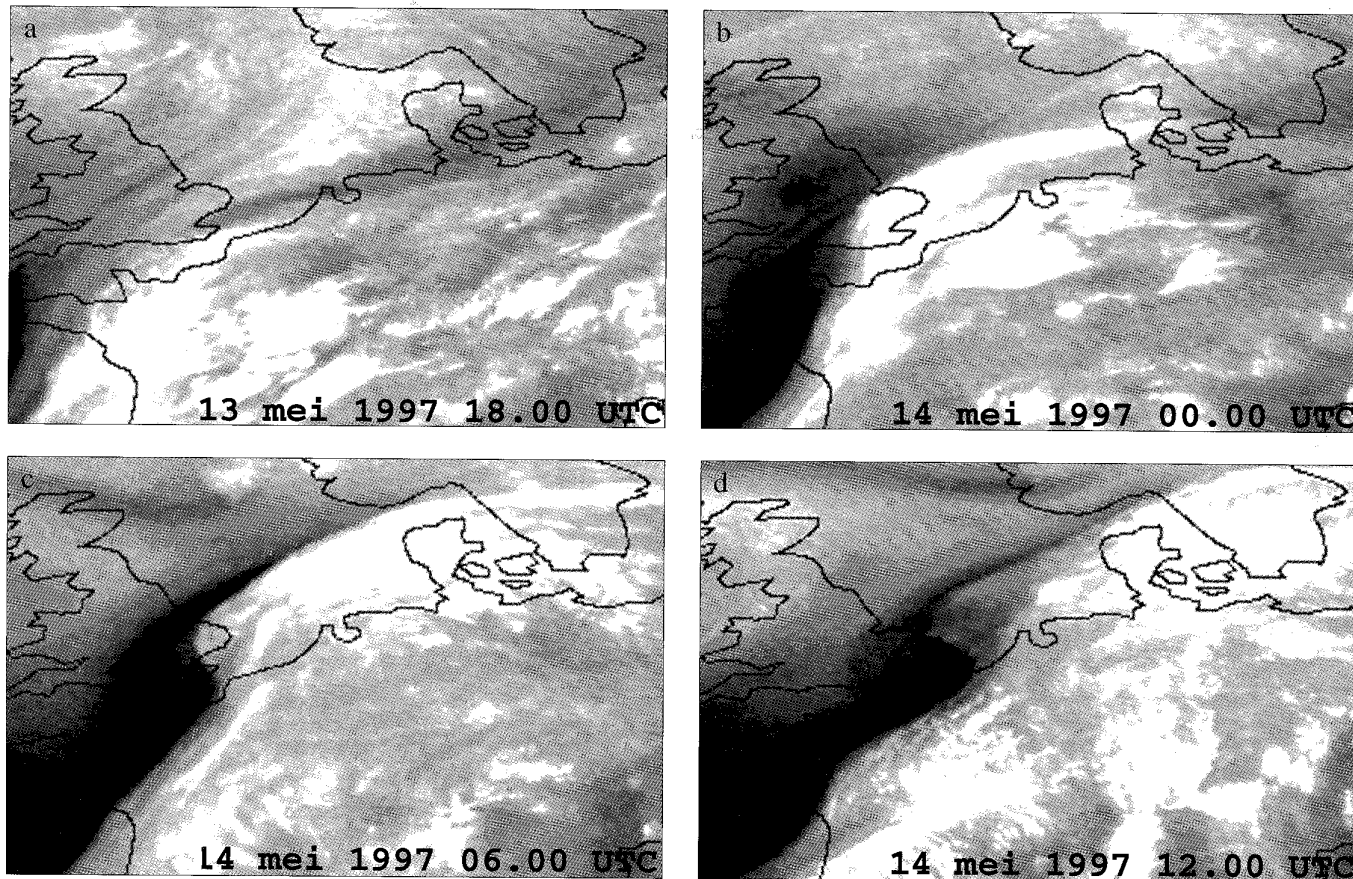 a
13 mei 1997 18.00 UTC
b
14 mei 1997 00.00 UTC
c
14 mei 1997 06.00 UTC
d
14 mei 1997 12.00 UTC